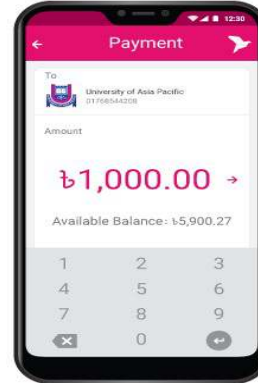 12:30
Payment
To
University of Asia Pacific
01768544208
Amount
৳1,000.00
Available Balance: ৳5,900.27
1 2 3
4 5 6
7 8 9
0